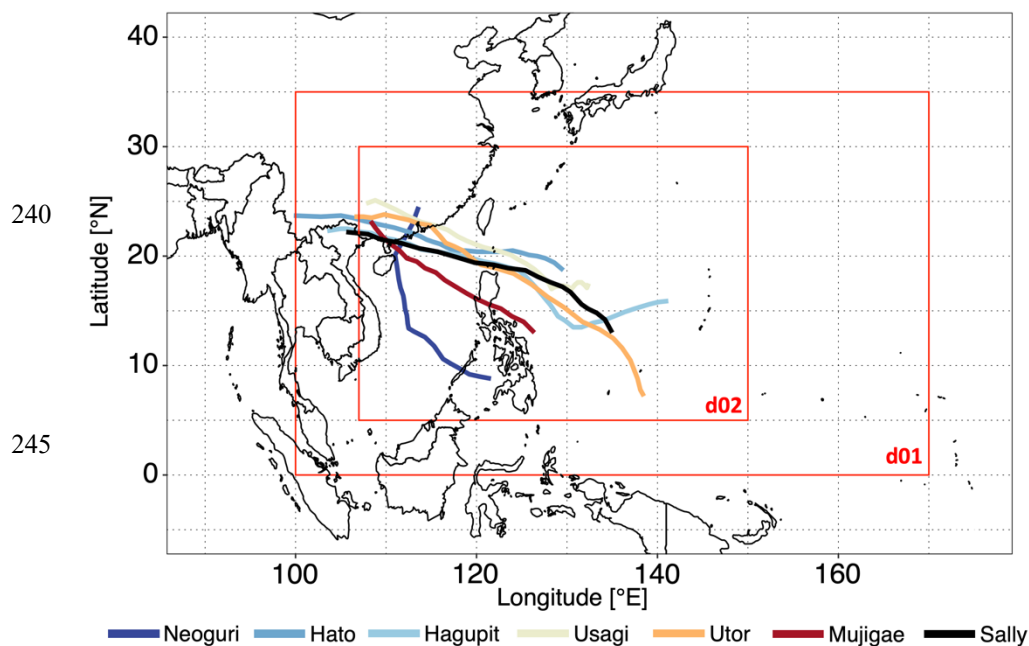 40
30
240
20
Latitude [°N]
10
d02
245
d01
0
100 120 140 160
Longitude [°E]
Neoguri Hato Hagupit Usagi Utor Mujigae Sally